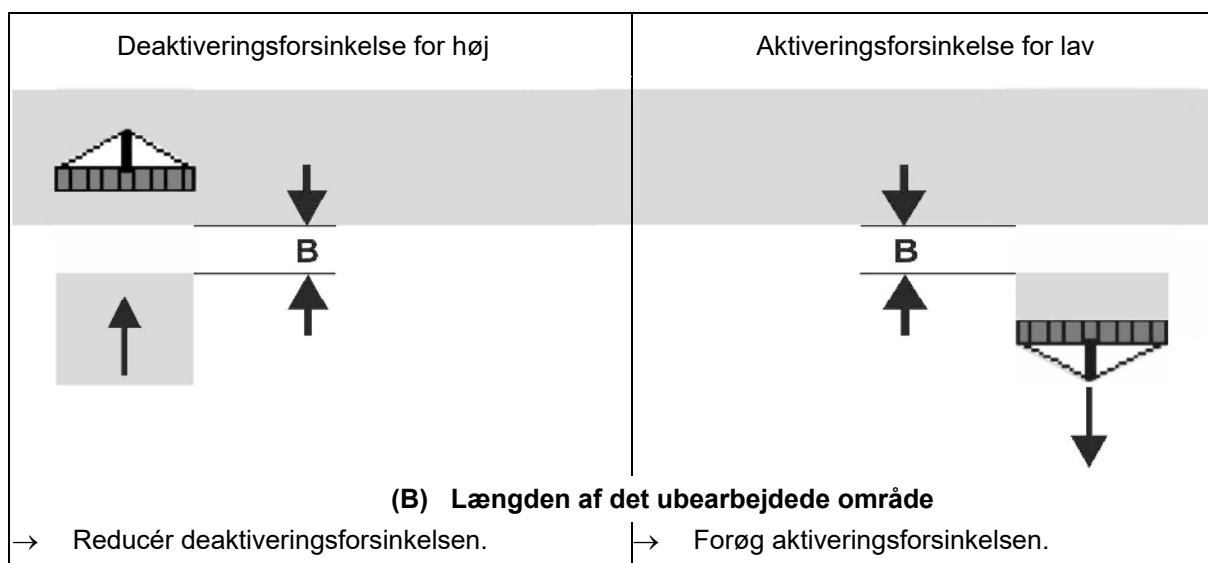 Deaktiveringsforsinkelse for høj
Aktiveringsforsinkelse for lav
B
B
(B) Længden af det ubearbejdede område
→ Reducér deaktiveringsforsinkelsen.
→ Forøg aktiveringsforsinkelsen.